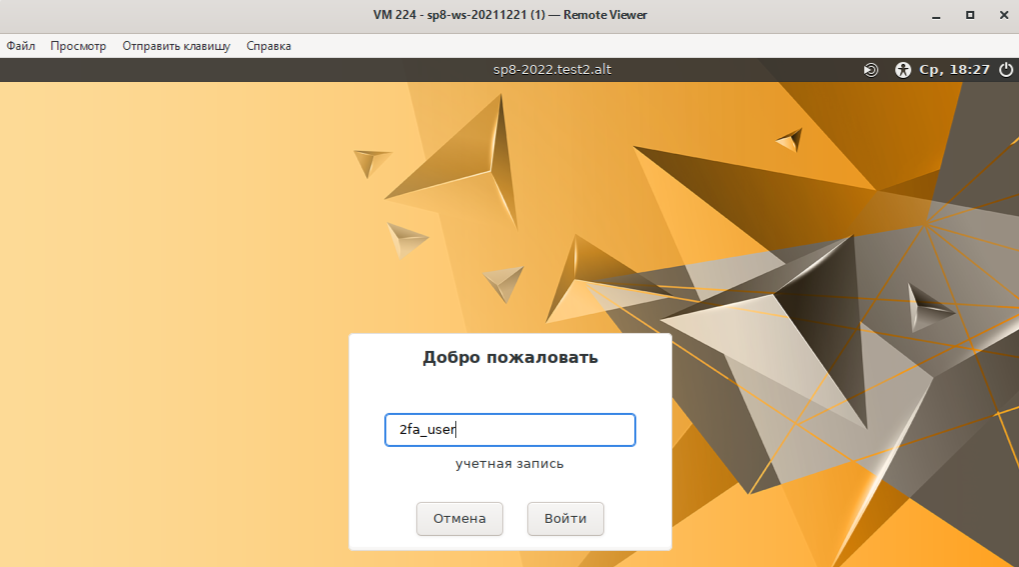 VM 224 - sp8-ws-20211221 (1) — Remote Viewer
Файл Просмотр Отправить клавишу Справка
sp8-2022.test2.alt Ср, 18:27
Добро пожаловать
2fa_user
учетная запись
Отмена Войти